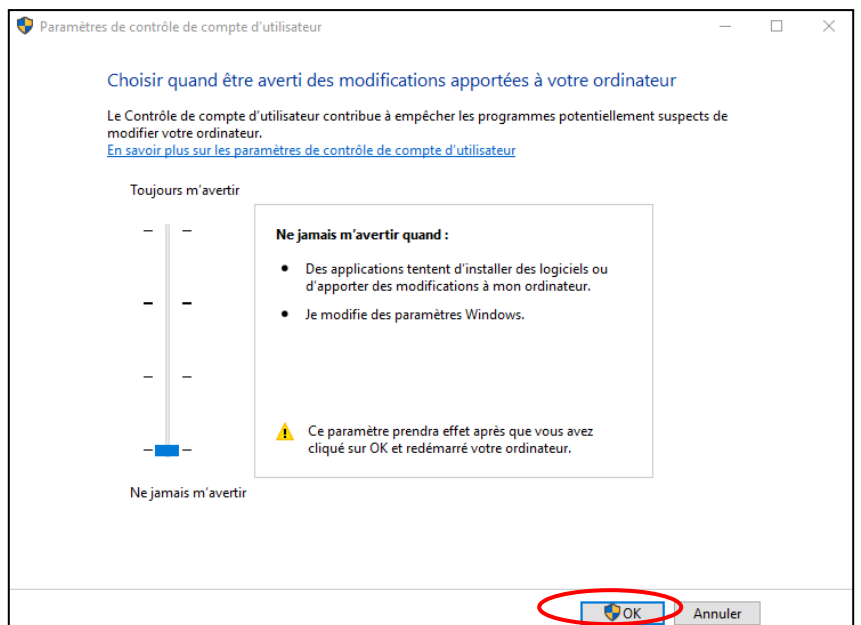 Paramètres de contrôle de compte d'utilisateur
Choisir quand être averti des modifications apportées à votre ordinateur
Le Contrôle de compte d'utilisateur contribue à empêcher les programmes potentiellement suspects de
modifier votre ordinateur.
En savoir plus sur les paramètres de contrôle de compte d'utilisateur
Toujours m'avertir
Ne jamais m'avertir quand :
• Des applications tentent d'installer des logiciels ou
d'apporter des modifications à mon ordinateur.
• Je modifie des paramètres Windows.
Ce paramètre prendra effet après que vous avez
cliqué sur OK et redémarré votre ordinateur.
Ne jamais m'avertir
OK Annuler